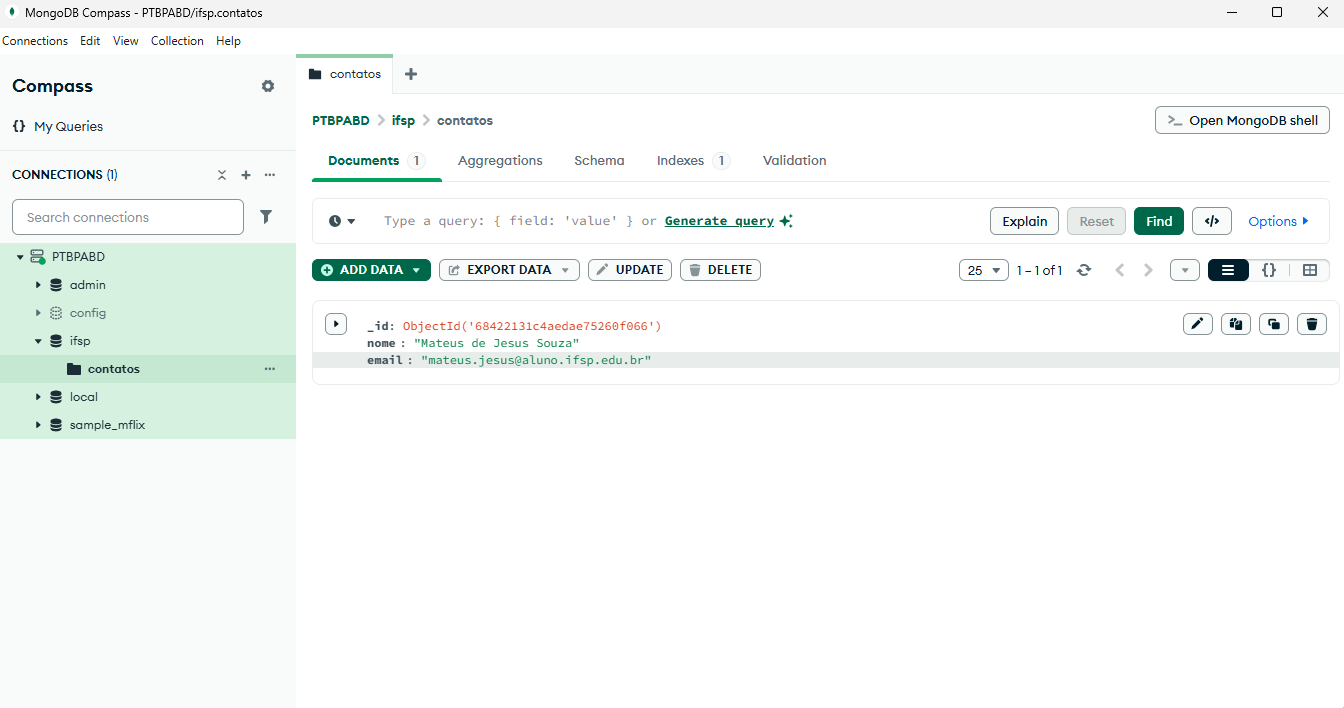 MongoDB Compass - PTBPABD/ifsp.contatos
Connections Edit View Collection Help
Compass
{} My Queries
CONNECTIONS (1)
Search connections
PTBPABD
admin
config
ifsp
contatos
local
sample_mflix
contatos
PTBPABD > ifsp > contatos
>_ Open MongoDB shell
Documents 1 Aggregations Schema Indexes 1 Validation
Type a query: { field: 'value' } or Generate query
Explain Reset Find </> Options
ADD DATA EXPORT DATA UPDATE DELETE
25 1 – 1 of 1 {}
_id: ObjectId('68422131c4aedae75260f066')
nome : "Mateus de Jesus Souza"
email : "mateus.jesus@aluno.ifsp.edu.br"